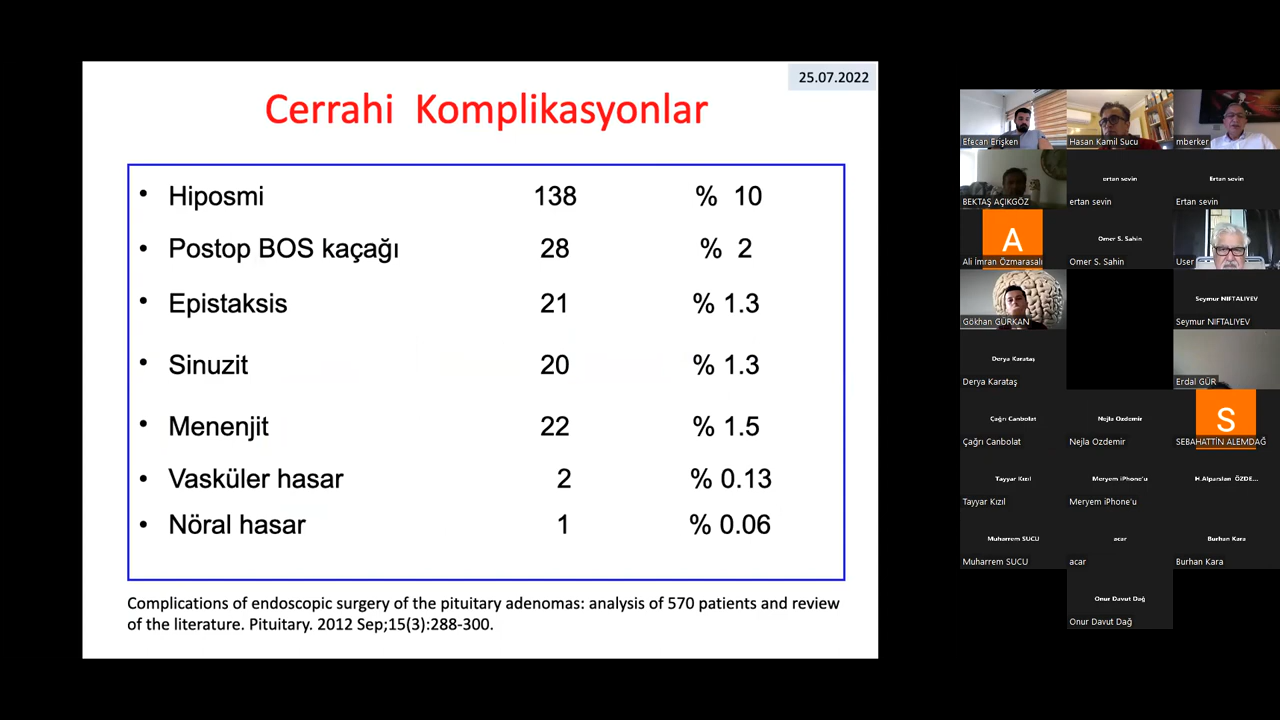 25.07.2022
Cerrahi Komplikasyonlar
• Hiposmi 138 % 10
• Postop BOS kaçağı 28 % 2
• Epistaksis 21 % 1.3
• Sinuzit 20 % 1.3
• Menenjit 22 % 1.5
• Vasküler hasar 2 % 0.13
• Nöral hasar 1 % 0.06
Complications of endoscopic surgery of the pituitary adenomas: analysis of 570 patients and review
of the literature. Pituitary. 2012 Sep;15(3):288-300.
Efecan Erişken
Hasan Kamil Sucu
mberker
BEKTAŞ AÇIKGÖZ
ertan sevin
ertan sevin
Ertan sevin
Ertan sevin
A
Ali İmran Özmarasalı
Omer S. Sahin
Omer S. Sahin
User
Gökhan GÜRKAN
Seymur NIFTALIYEV
Seymur NIFTALIYEV
Derya Karataş
Derya Karataş
Erdal GÜR
Çağrı Canbolat
Çağrı Canbolat
Nejla Ozdemir
Nejla Ozdemir
S
SEBAHATTİN ALEMDAĞ
Tayyar Kızıl
Tayyar Kızıl
Meryem iPhone'u
Meryem iPhone'u
H.Alparslan ÖZDE...
Muharrem SUCU
Muharrem SUCU
acar
acar
Burhan Kara
Burhan Kara
Onur Davut Dağ
Onur Davut Dağ